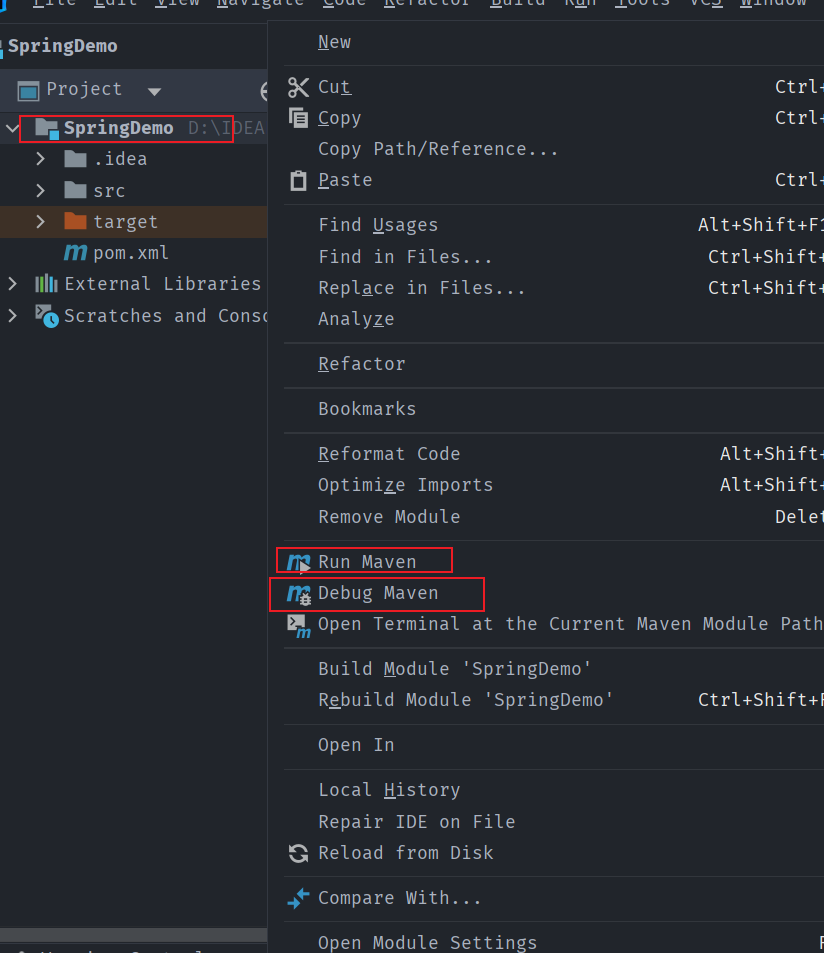 File Edit View Navigate Code Refactor Build Run Tools VCS Window
SpringDemo
Project
SpringDemo D:\IDEA
.idea
src
target
pom.xml
External Libraries
Scratches and Conso
New
Cut Ctrl+
Copy Ctrl+
Copy Path/Reference...
Paste Ctrl+
Find Usages Alt+Shift+F1
Find in Files... Ctrl+Shift+
Replace in Files... Ctrl+Shift+
Analyze
Refactor
Bookmarks
Reformat Code Alt+Shift+
Optimize Imports Alt+Shift+
Remove Module Delet
Run Maven
Debug Maven
Open Terminal at the Current Maven Module Path
Build Module 'SpringDemo'
Rebuild Module 'SpringDemo' Ctrl+Shift+F
Open In
Local History
Repair IDE on File
Reload from Disk
Compare With...
Open Module Settings